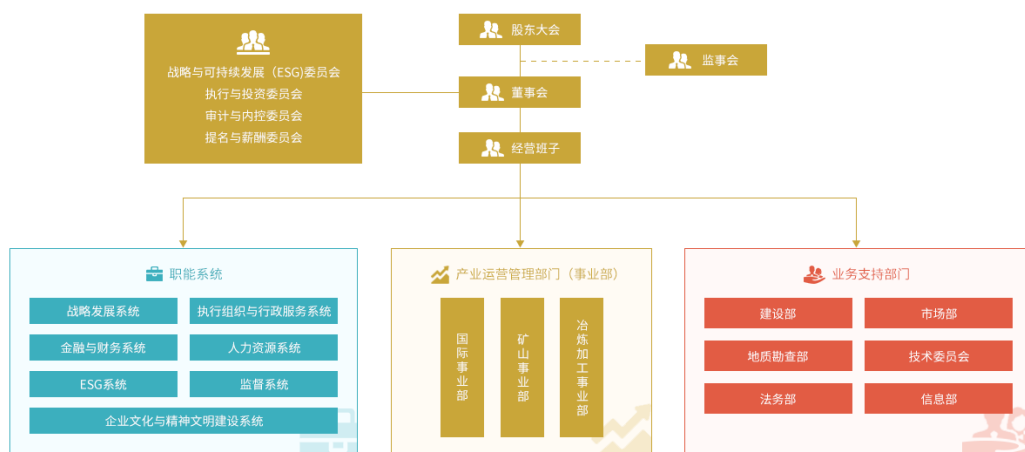 股东大会
监事会
战略与可持续发展（ESG)委员会
执行与投资委员会
审计与内控委员会
提名与薪酬委员会
董事会
经营班子
职能系统
战略发展系统
执行组织与行政服务系统
金融与财务系统
人力资源系统
ESG系统
监督系统
企业文化与精神文明建设系统
产业运营管理部门（事业部）
国际事业部
矿山事业部
冶炼加工事业部
业务支持部门
建设部
市场部
地质勘查部
技术委员会
法务部
信息部